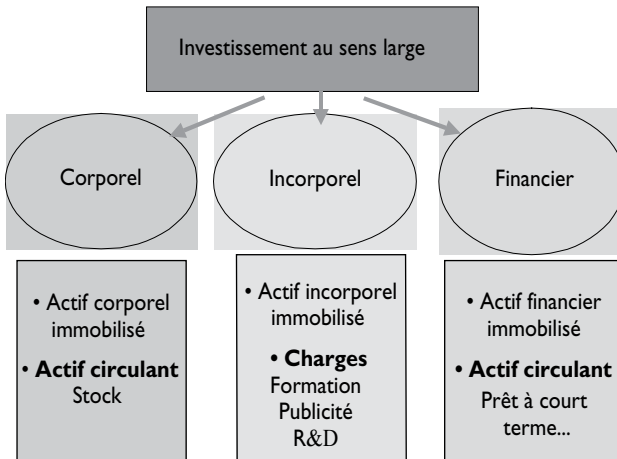 Investissement au sens large
Corporel
Incorporel
Financier
• Actif corporel
immobilisé
• Actif circulant
Stock
• Actif incorporel
immobilisé
• Charges
Formation
Publicité
R&D
• Actif financier
immobilisé
• Actif circulant
Prêt à court
terme...